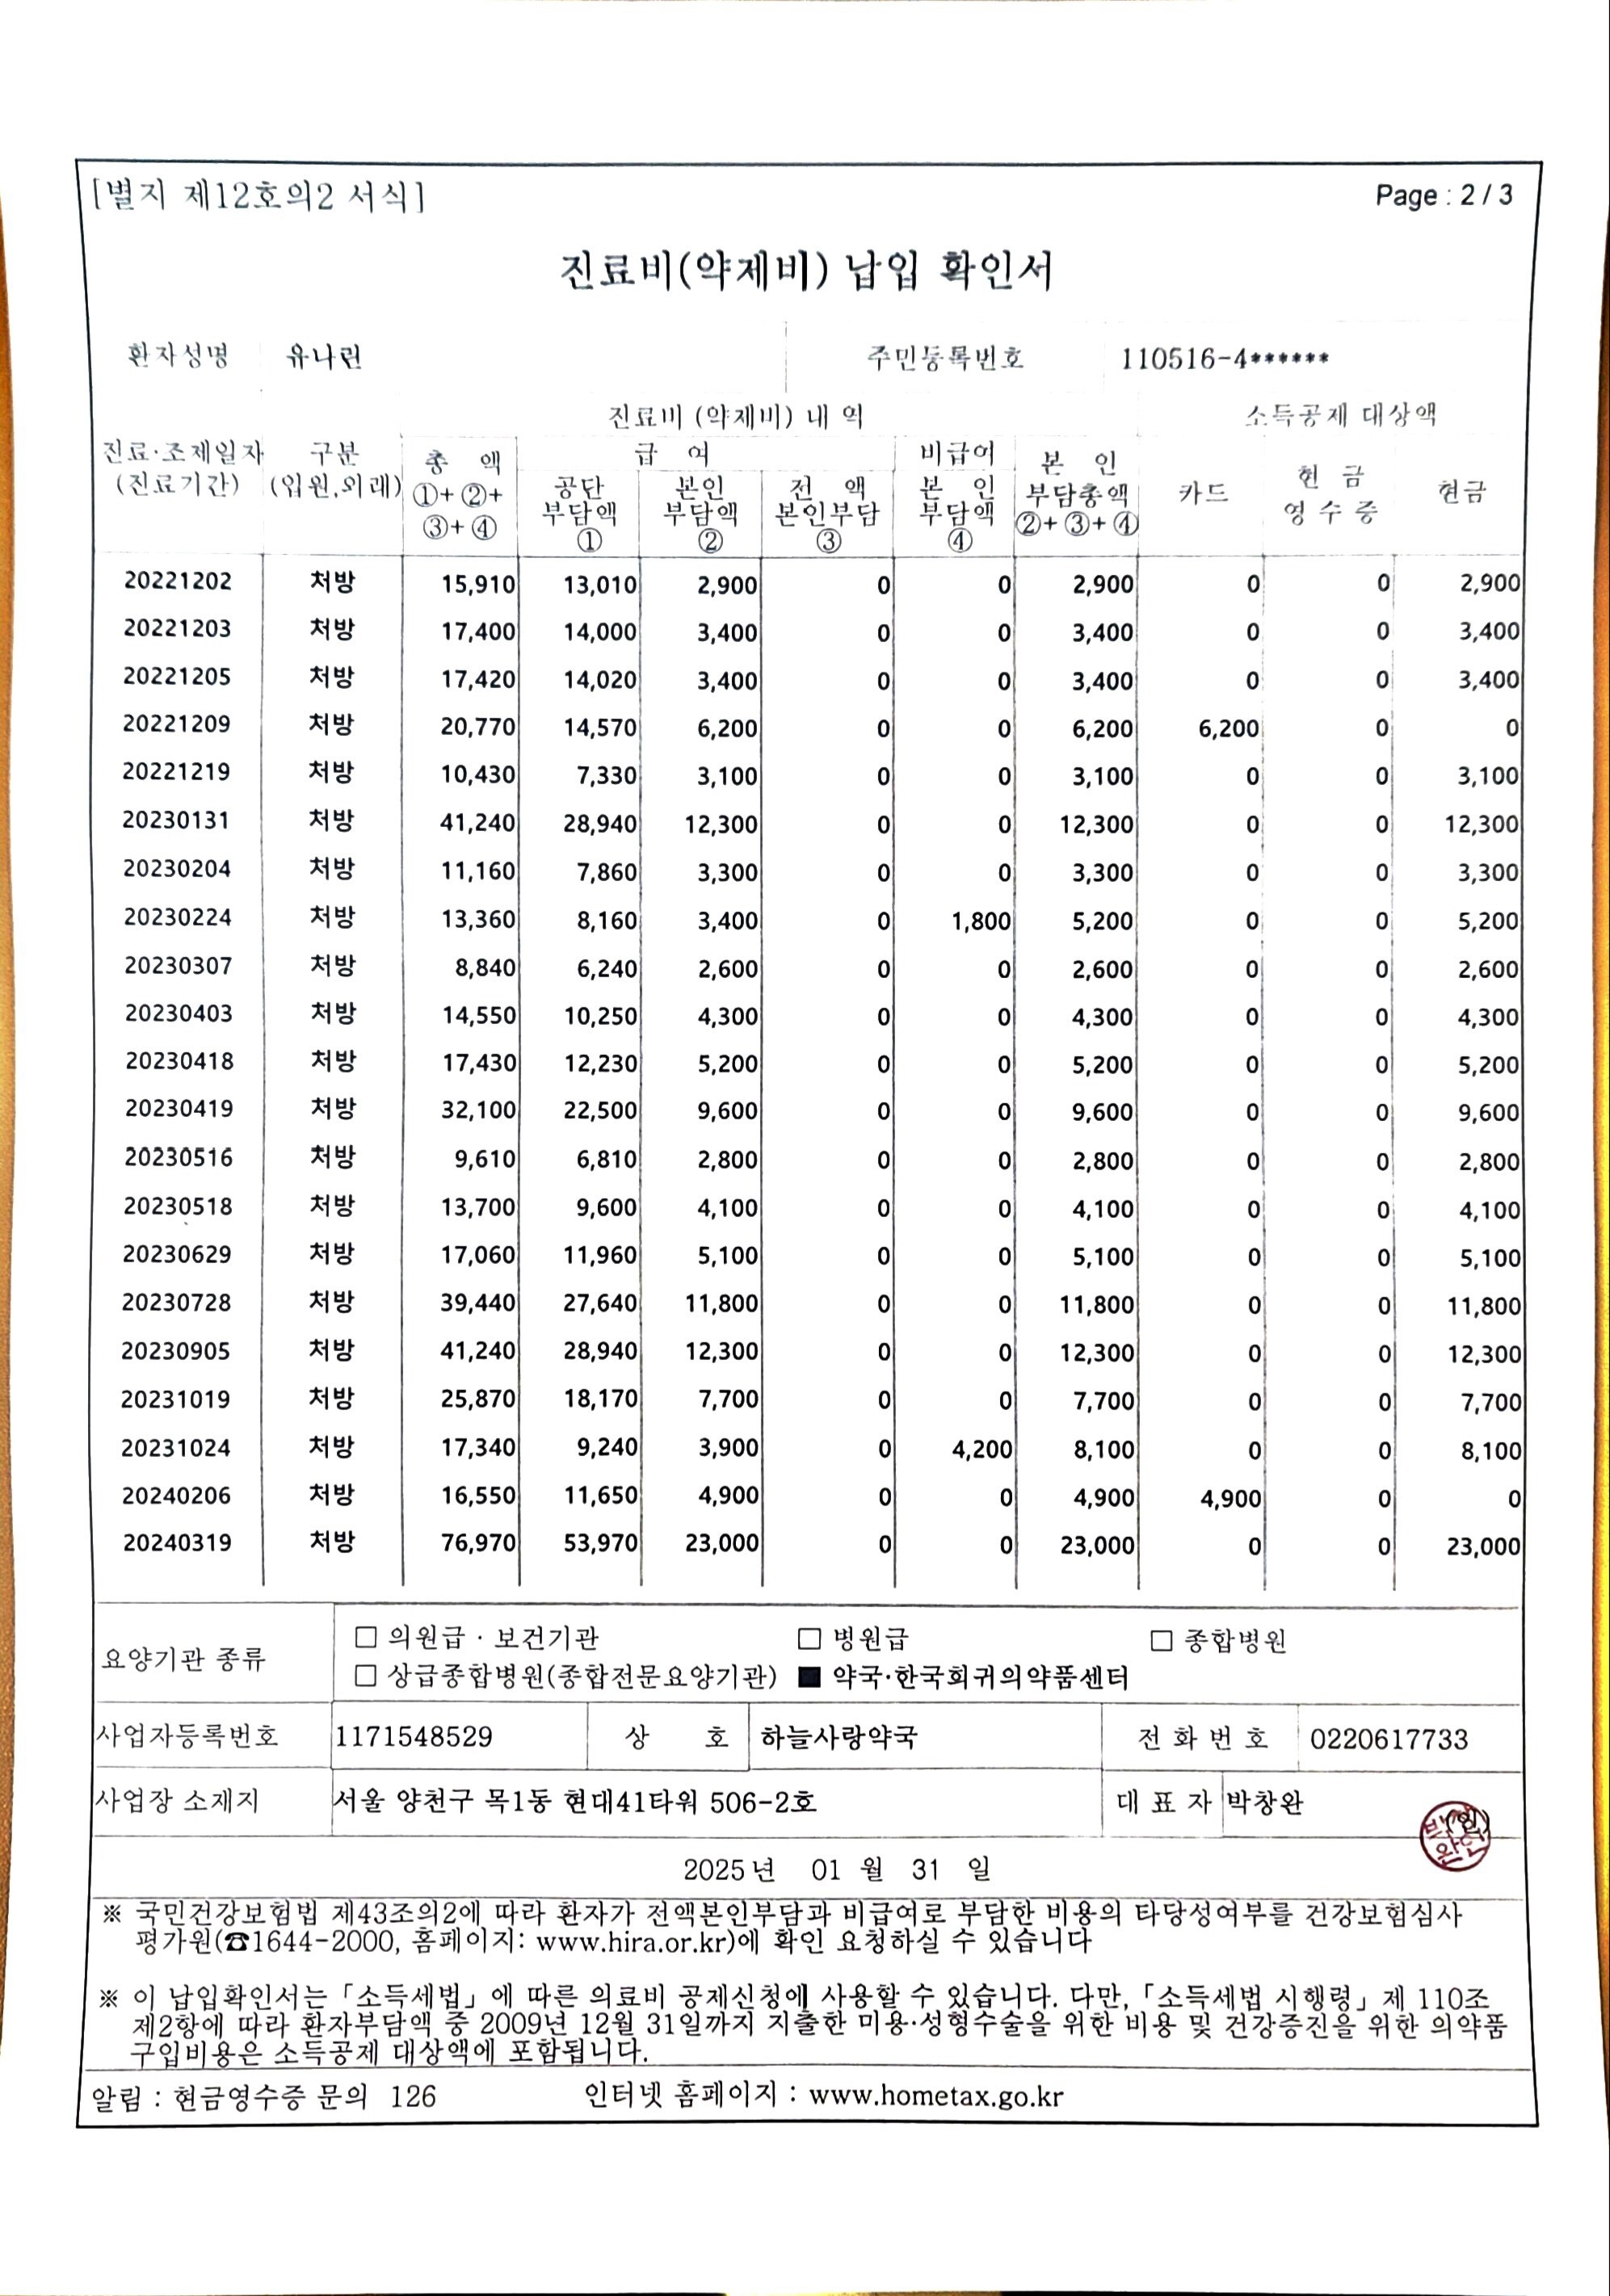 [별지 제12호의2 서식]
Page : 2 / 3
진료비(약제비) 납입 확인서
환자성명 유나린 주민등록번호 110516-4******
진료비 (약제비) 내 역 소득공제 대상액
진료·조제일자 (진료기간) 구분 (입원,외래) 총 액 ①+②+③+④ 급 여 공단 부담액 ① 본인 부담액 ② 전 액 본인부담 ③ 비급여 본 인 부담액 ④ 본 인 부담총액 ②+③+④ 카드 현 금 영 수 증 현금
20221202 처방 15,910 13,010 2,900 0 0 2,900 0 0 2,900
20221203 처방 17,400 14,000 3,400 0 0 3,400 0 0 3,400
20221205 처방 17,420 14,020 3,400 0 0 3,400 0 0 3,400
20221209 처방 20,770 14,570 6,200 0 0 6,200 6,200 0 0
20221219 처방 10,430 7,330 3,100 0 0 3,100 0 0 3,100
20230131 처방 41,240 28,940 12,300 0 0 12,300 0 0 12,300
20230204 처방 11,160 7,860 3,300 0 0 3,300 0 0 3,300
20230224 처방 13,360 8,160 3,400 0 1,800 5,200 0 0 5,200
20230307 처방 8,840 6,240 2,600 0 0 2,600 0 0 2,600
20230403 처방 14,550 10,250 4,300 0 0 4,300 0 0 4,300
20230418 처방 17,430 12,230 5,200 0 0 5,200 0 0 5,200
20230419 처방 32,100 22,500 9,600 0 0 9,600 0 0 9,600
20230516 처방 9,610 6,810 2,800 0 0 2,800 0 0 2,800
20230518 처방 13,700 9,600 4,100 0 0 4,100 0 0 4,100
20230629 처방 17,060 11,960 5,100 0 0 5,100 0 0 5,100
20230728 처방 39,440 27,640 11,800 0 0 11,800 0 0 11,800
20230905 처방 41,240 28,940 12,300 0 0 12,300 0 0 12,300
20231019 처방 25,870 18,170 7,700 0 0 7,700 0 0 7,700
20231024 처방 17,340 9,240 3,900 0 4,200 8,100 0 0 8,100
20240206 처방 16,550 11,650 4,900 0 0 4,900 4,900 0 0
20240319 처방 76,970 53,970 23,000 0 0 23,000 0 0 23,000
요양기관 종류
□ 의원급 · 보건기관 □ 병원급 □ 종합병원
□ 상급종합병원(종합전문요양기관) ■ 약국·한국희귀의약품센터
사업자등록번호 1171548529 상 호 하늘사랑약국 전 화 번 호 0220617733
사업장 소재지 서울 양천구 목1동 현대41타워 506-2호 대 표 자 박창완 (인)
2025년 01 월 31 일
※ 국민건강보험법 제43조의2에 따라 환자가 전액본인부담과 비급여로 부담한 비용의 타당성여부를 건강보험심사
평가원(☎1644-2000, 홈페이지: www.hira.or.kr)에 확인 요청하실 수 있습니다
※ 이 납입확인서는 「소득세법」에 따른 의료비 공제신청에 사용할 수 있습니다. 다만, 「소득세법 시행령」 제 110조
제2항에 따라 환자부담액 중 2009년 12월 31일까지 지출한 미용·성형수술을 위한 비용 및 건강증진을 위한 의약품
구입비용은 소득공제 대상액에 포함됩니다.
알림 : 현금영수증 문의 126 인터넷 홈페이지 : www.hometax.go.kr